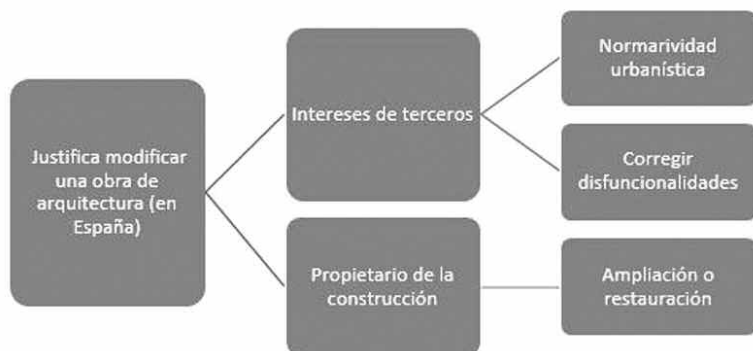 Justifica modificar
una obra de
arquitectura (en
España)
Intereses de terceros
Normarividad
urbanística
Corregir
disfuncionalidades
Propietario de la
construcción
Ampliación o
restauración